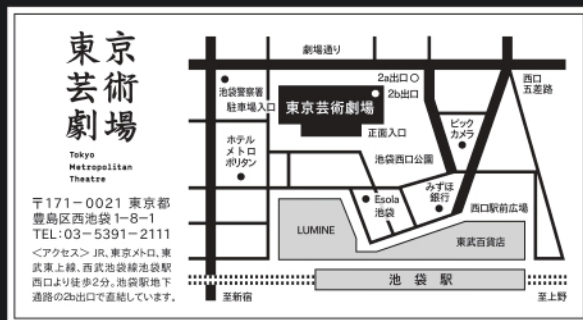 東京
芸術
劇場
Tokyo
Metropolitan
Theatre
〒171-0021 東京都
豊島区西池袋1-8-1
TEL:03-5391-2111
<アクセス> JR、東京メトロ、東
武東上線、西武池袋線池袋駅
西口より徒歩2分。池袋駅地下
通路の2b出口で直結しています。
劇場通り
2a出口
2b出口
西口
五差路
池袋警察署
駐車場入口
東京芸術劇場
正面入口
ビック
カメラ
ホテル
メトロ
ポリタン
池袋西口公園
Esola
池袋
みずほ
銀行
西口駅前広場
LUMINE
東武百貨店
池袋駅
至新宿
至上野